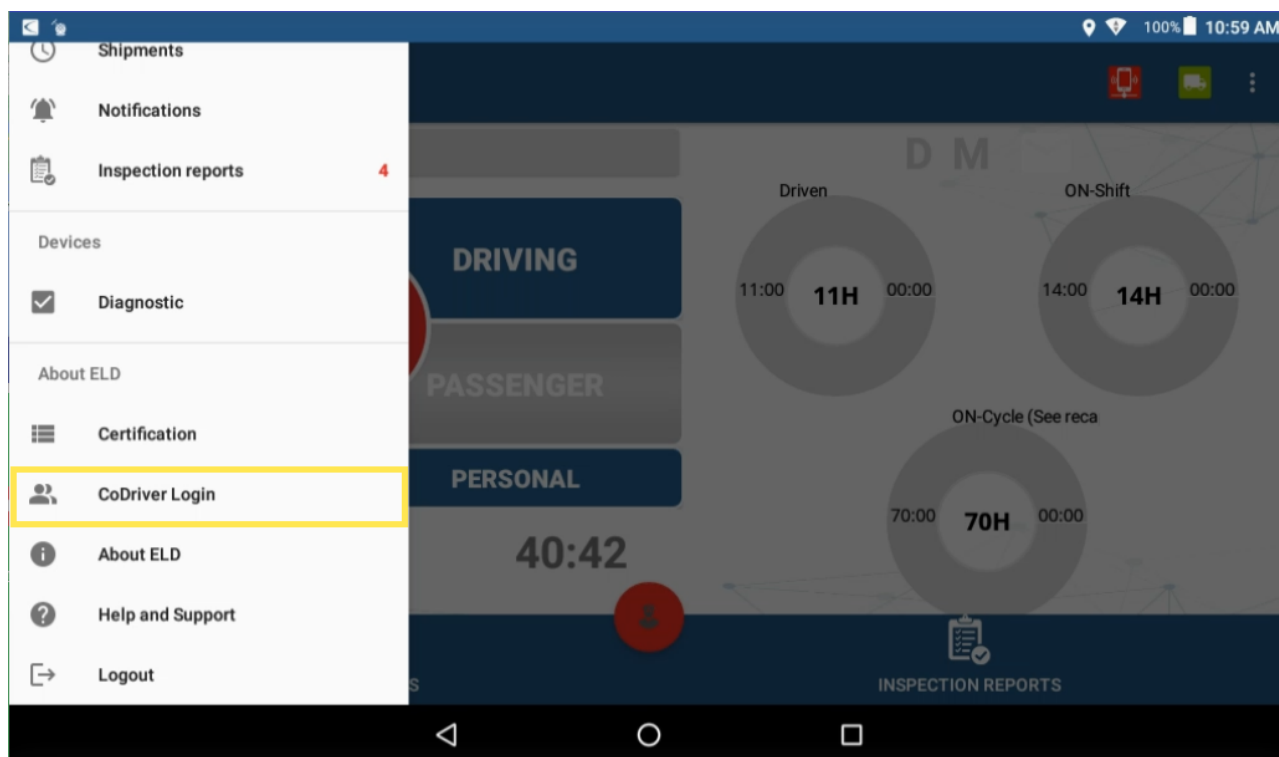 100% 10:59 AM
Shipments
Notifications
Inspection reports 4
Devices
Diagnostic
About ELD
Certification
CoDriver Login
About ELD
Help and Support
Logout
DRIVING
PASSENGER
PERSONAL
40:42
S
D M
Driven
11:00 11H 00:00
ON-Shift
14:00 14H 00:00
ON-Cycle (See reca
70:00 70H 00:00
INSPECTION REPORTS